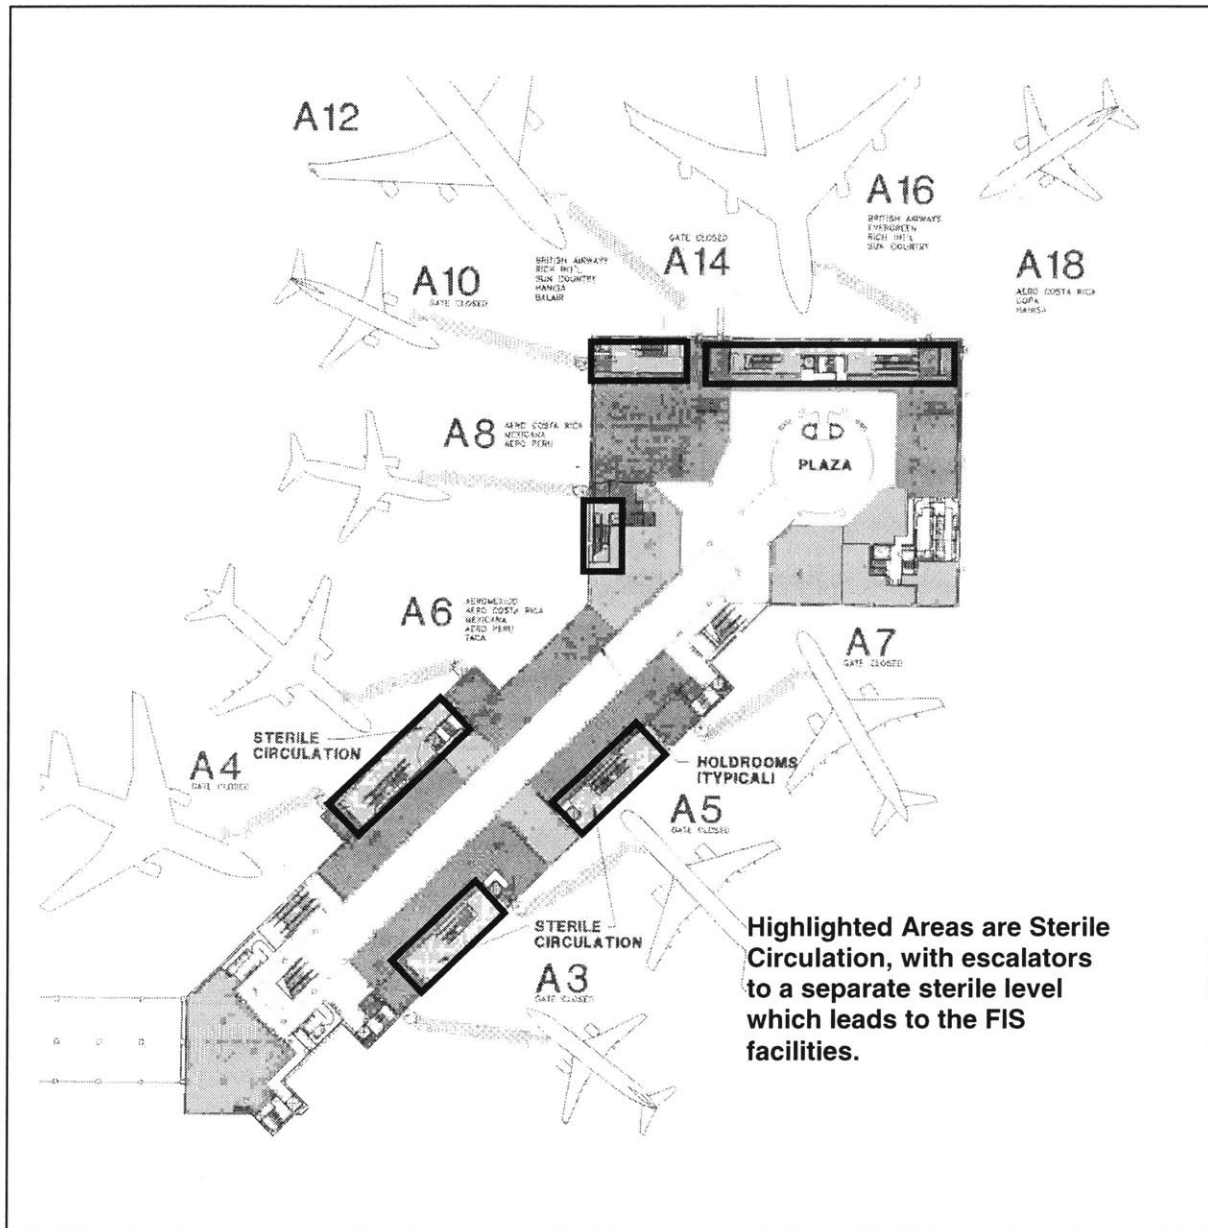 A12
A16
BRITISH AIRWAYS
EVERGREEN
RICH INT'L
SUN COUNTRY
GATE CLOSED
A14
BRITISH AIRWAYS
RICH INT'L
SUN COUNTRY
HANSA
BALAIR
A10
GATE CLOSED
A18
AERO COSTA RICA
COPA
HANSA
A8
AERO COSTA RICA
MEXICANA
AERO PERU
PLAZA
A6
AEROMEXICO
AERO COSTA RICA
MEXICANA
AERO PERU
TACA
A7
GATE CLOSED
STERILE
CIRCULATION
A4
GATE CLOSED
HOLDROOMS
(TYPICAL)
A5
GATE CLOSED
STERILE
CIRCULATION
A3
GATE CLOSED
Highlighted Areas are Sterile
Circulation, with escalators
to a separate sterile level
which leads to the FIS
facilities.